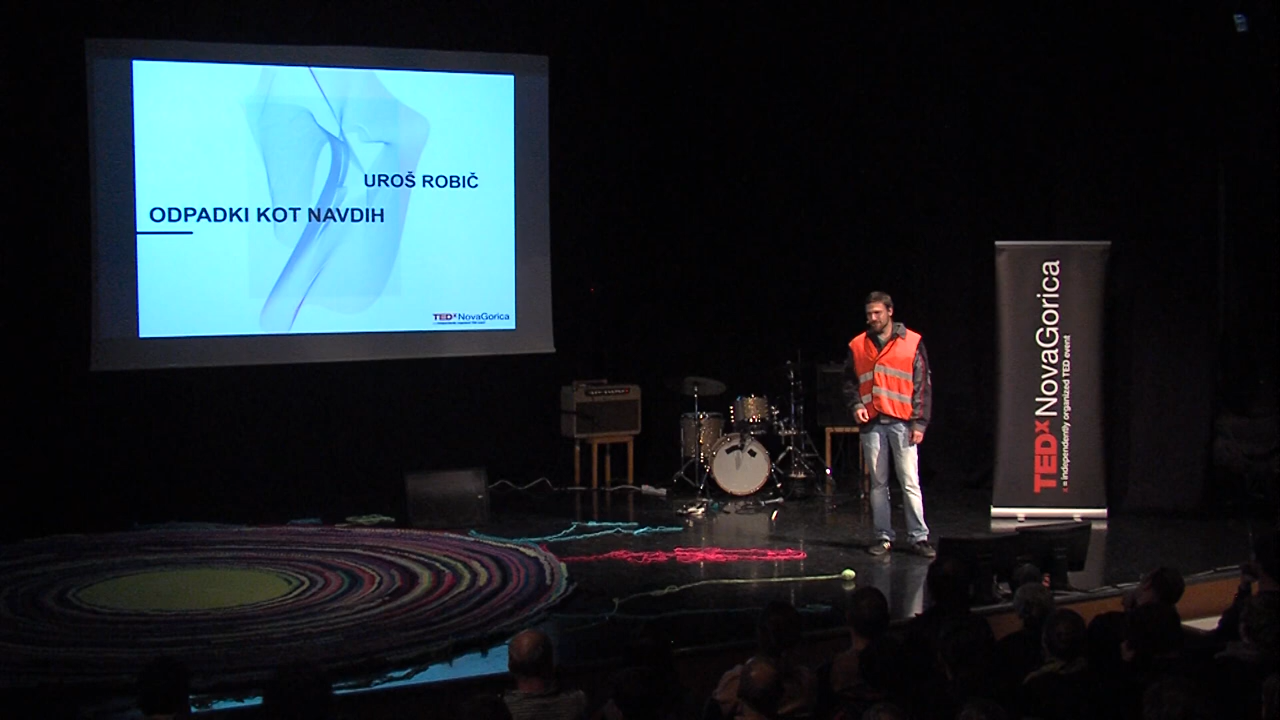 UROŠ ROBIČ
ODPADKI KOT NAVDIH
TEDxNovaGorica
TEDxNovaGorica
x = independently organized TED event